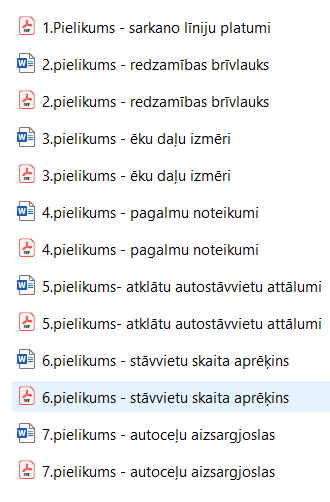 1.Pielikums - sarkano līniju platumi
2.pielikums - redzamības brīvlauks
2.pielikums - redzamības brīvlauks
3.pielikums - ēku daļu izmēri
3.pielikums - ēku daļu izmēri
4.pielikums - pagalmu noteikumi
4.pielikums - pagalmu noteikumi
5.pielikums- atklātu autostāvvietu attālumi
5.pielikums- atklātu autostāvvietu attālumi
6.pielikums - stāvvietu skaita aprēķins
6.pielikums - stāvvietu skaita aprēķins
7.pielikums - autoceļu aizsargjoslas
7.pielikums - autoceļu aizsargjoslas